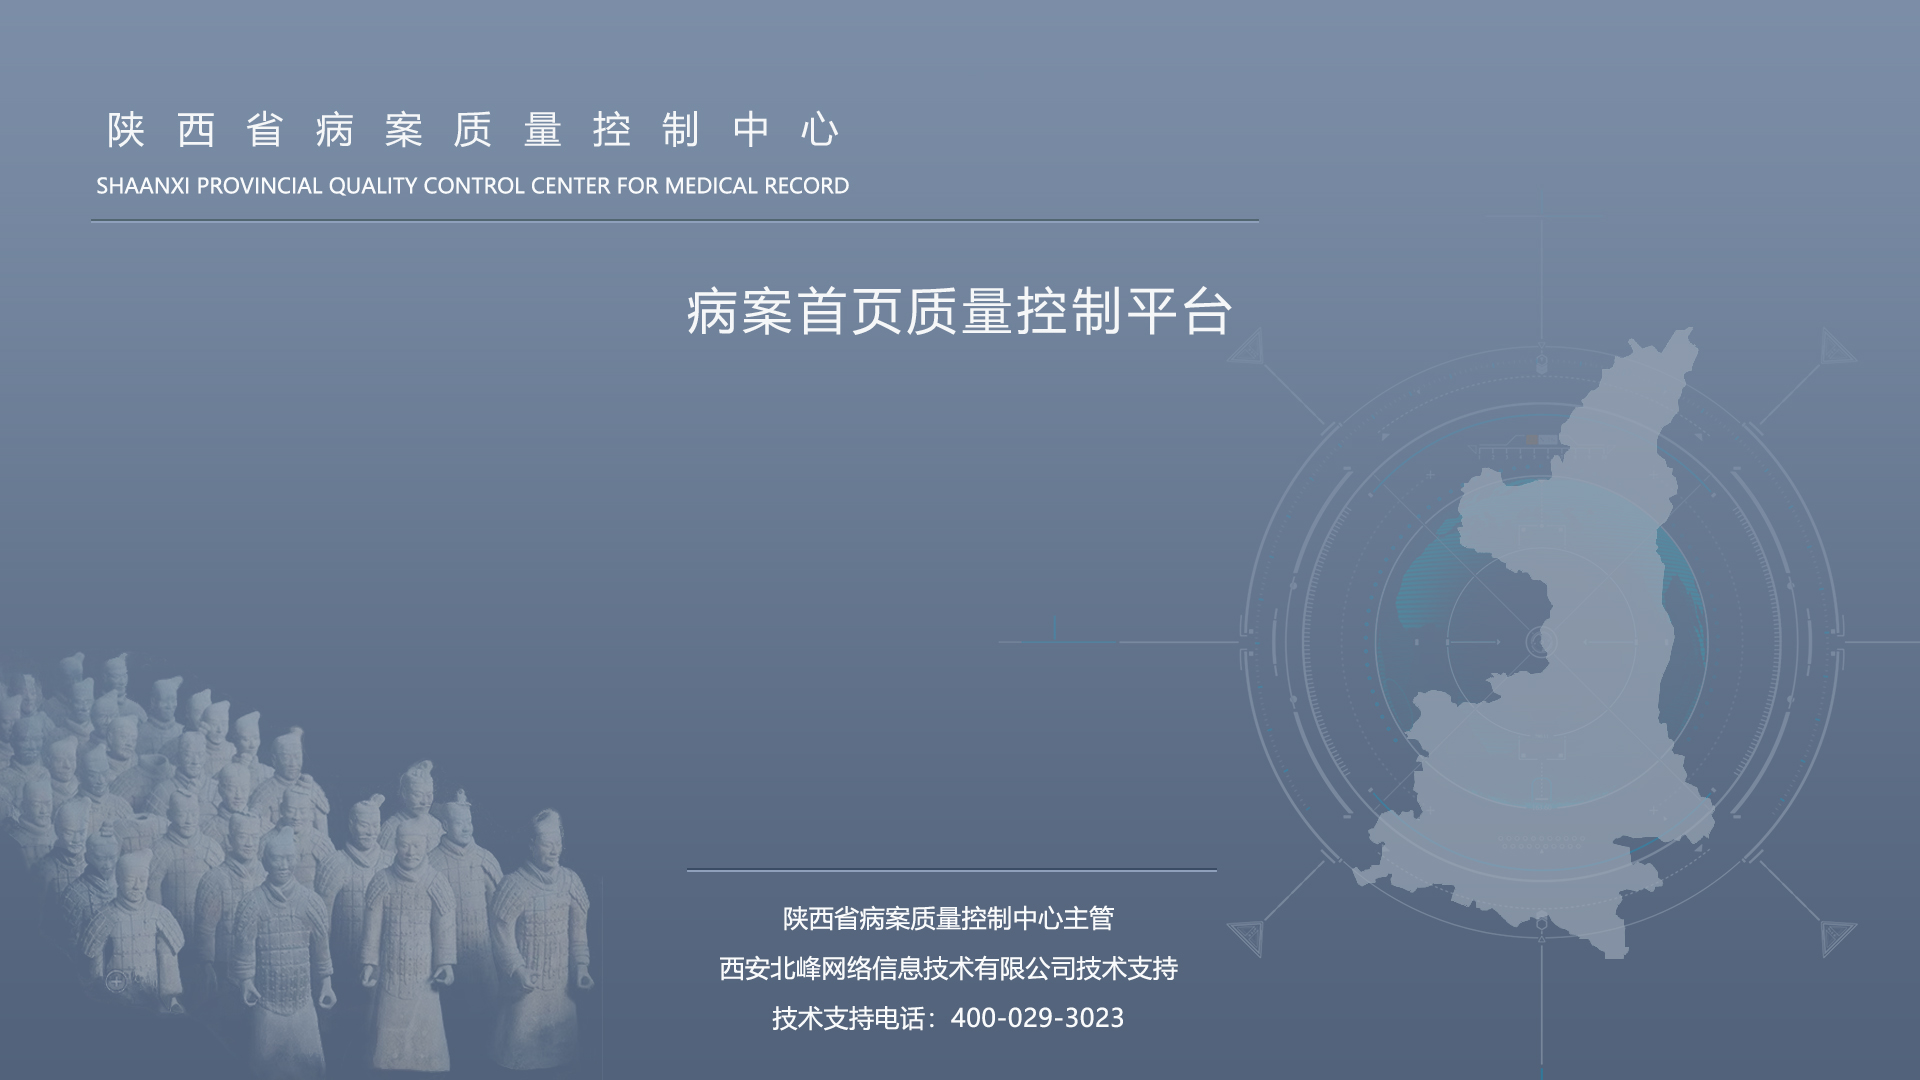 陕西省病案质量控制中心
SHAANXI PROVINCIAL QUALITY CONTROL CENTER FOR MEDICAL RECORD
病案首页质量控制平台
陕西省病案质量控制中心主管
西安北峰网络信息技术有限公司技术支持
技术支持电话：400-029-3023